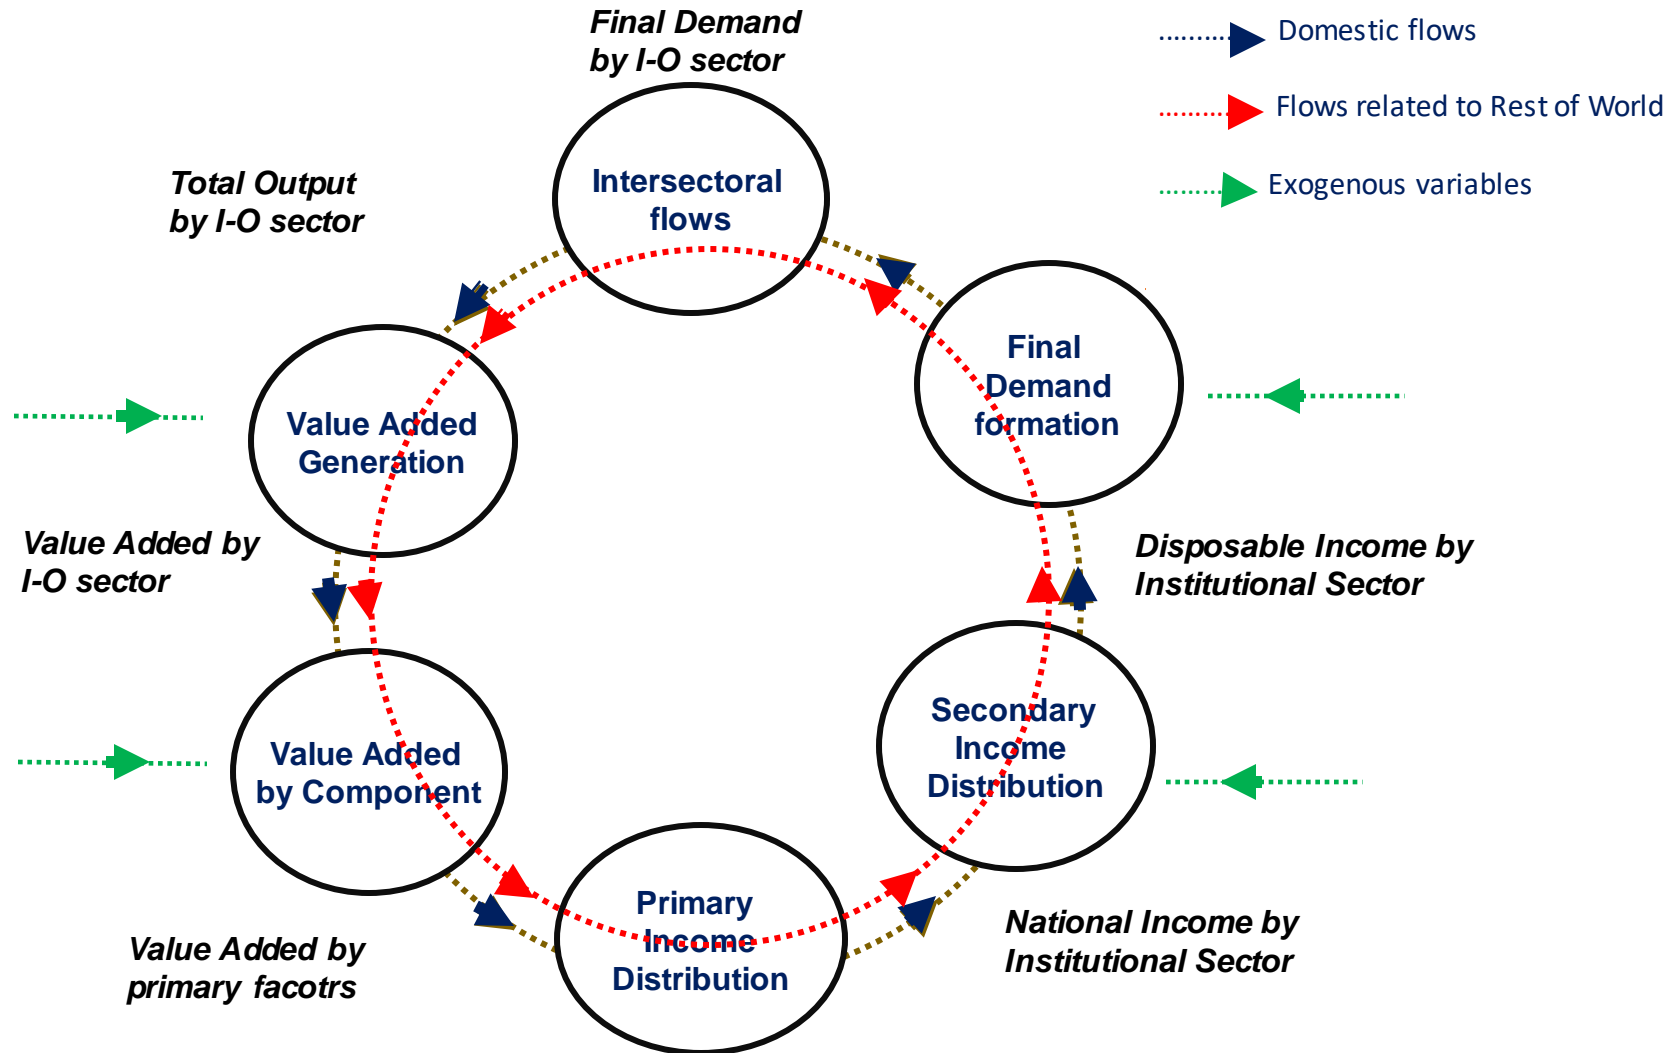 Final Demand
by I-O sector
Domestic flows
Flows related to Rest of World
Exogenous variables
Total Output
by I-O sector
Intersectoral
flows
Final
Demand
formation
Value Added
Generation
Value Added by
I-O sector
Disposable Income by
Institutional Sector
Value Added
by Component
Secondary
Income
Distribution
Primary
Income
Distribution
National Income by
Institutional Sector
Value Added by
primary facotrs